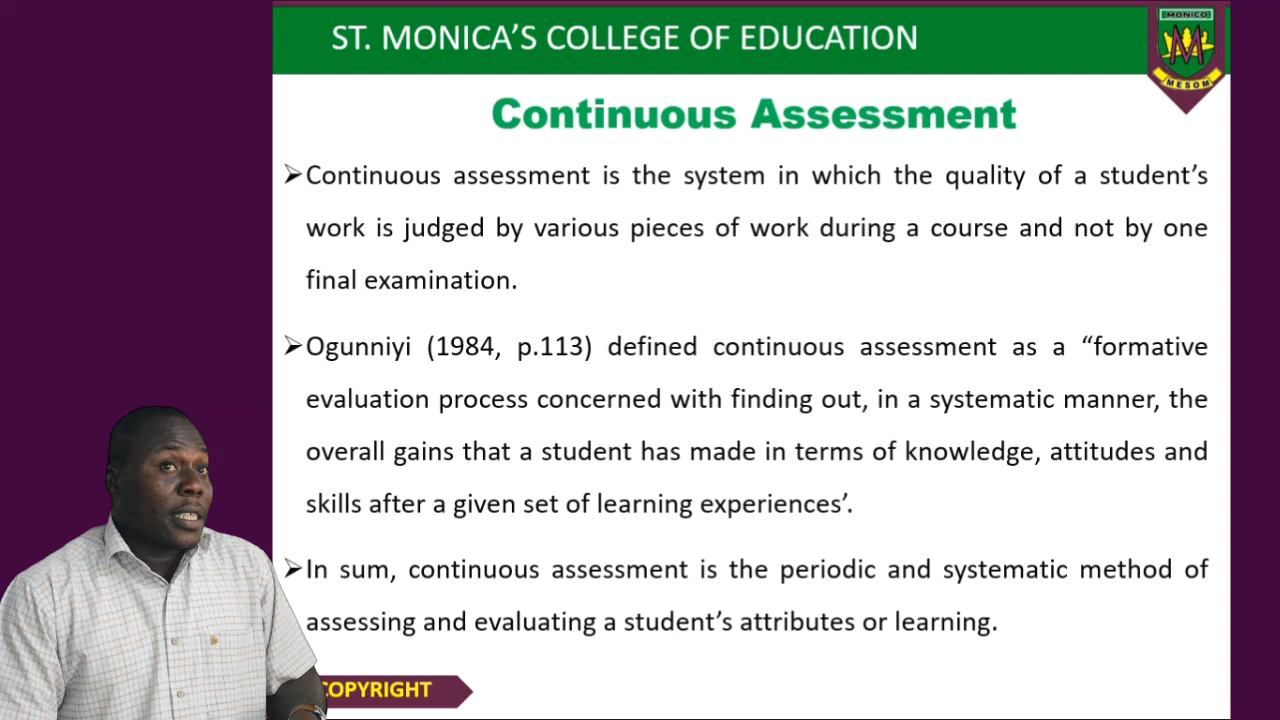 ST. MONICA'S COLLEGE OF EDUCATION
MONICO
M
MESOM
Continuous Assessment
➢Continuous assessment is the system in which the quality of a student's
work is judged by various pieces of work during a course and not by one
final examination.
➢Ogunniyi (1984, p.113) defined continuous assessment as a “formative
evaluation process concerned with finding out, in a systematic manner, the
overall gains that a student has made in terms of knowledge, attitudes and
skills after a given set of learning experiences’.
➢In sum, continuous assessment is the periodic and systematic method of
assessing and evaluating a student's attributes or learning.
COPYRIGHT